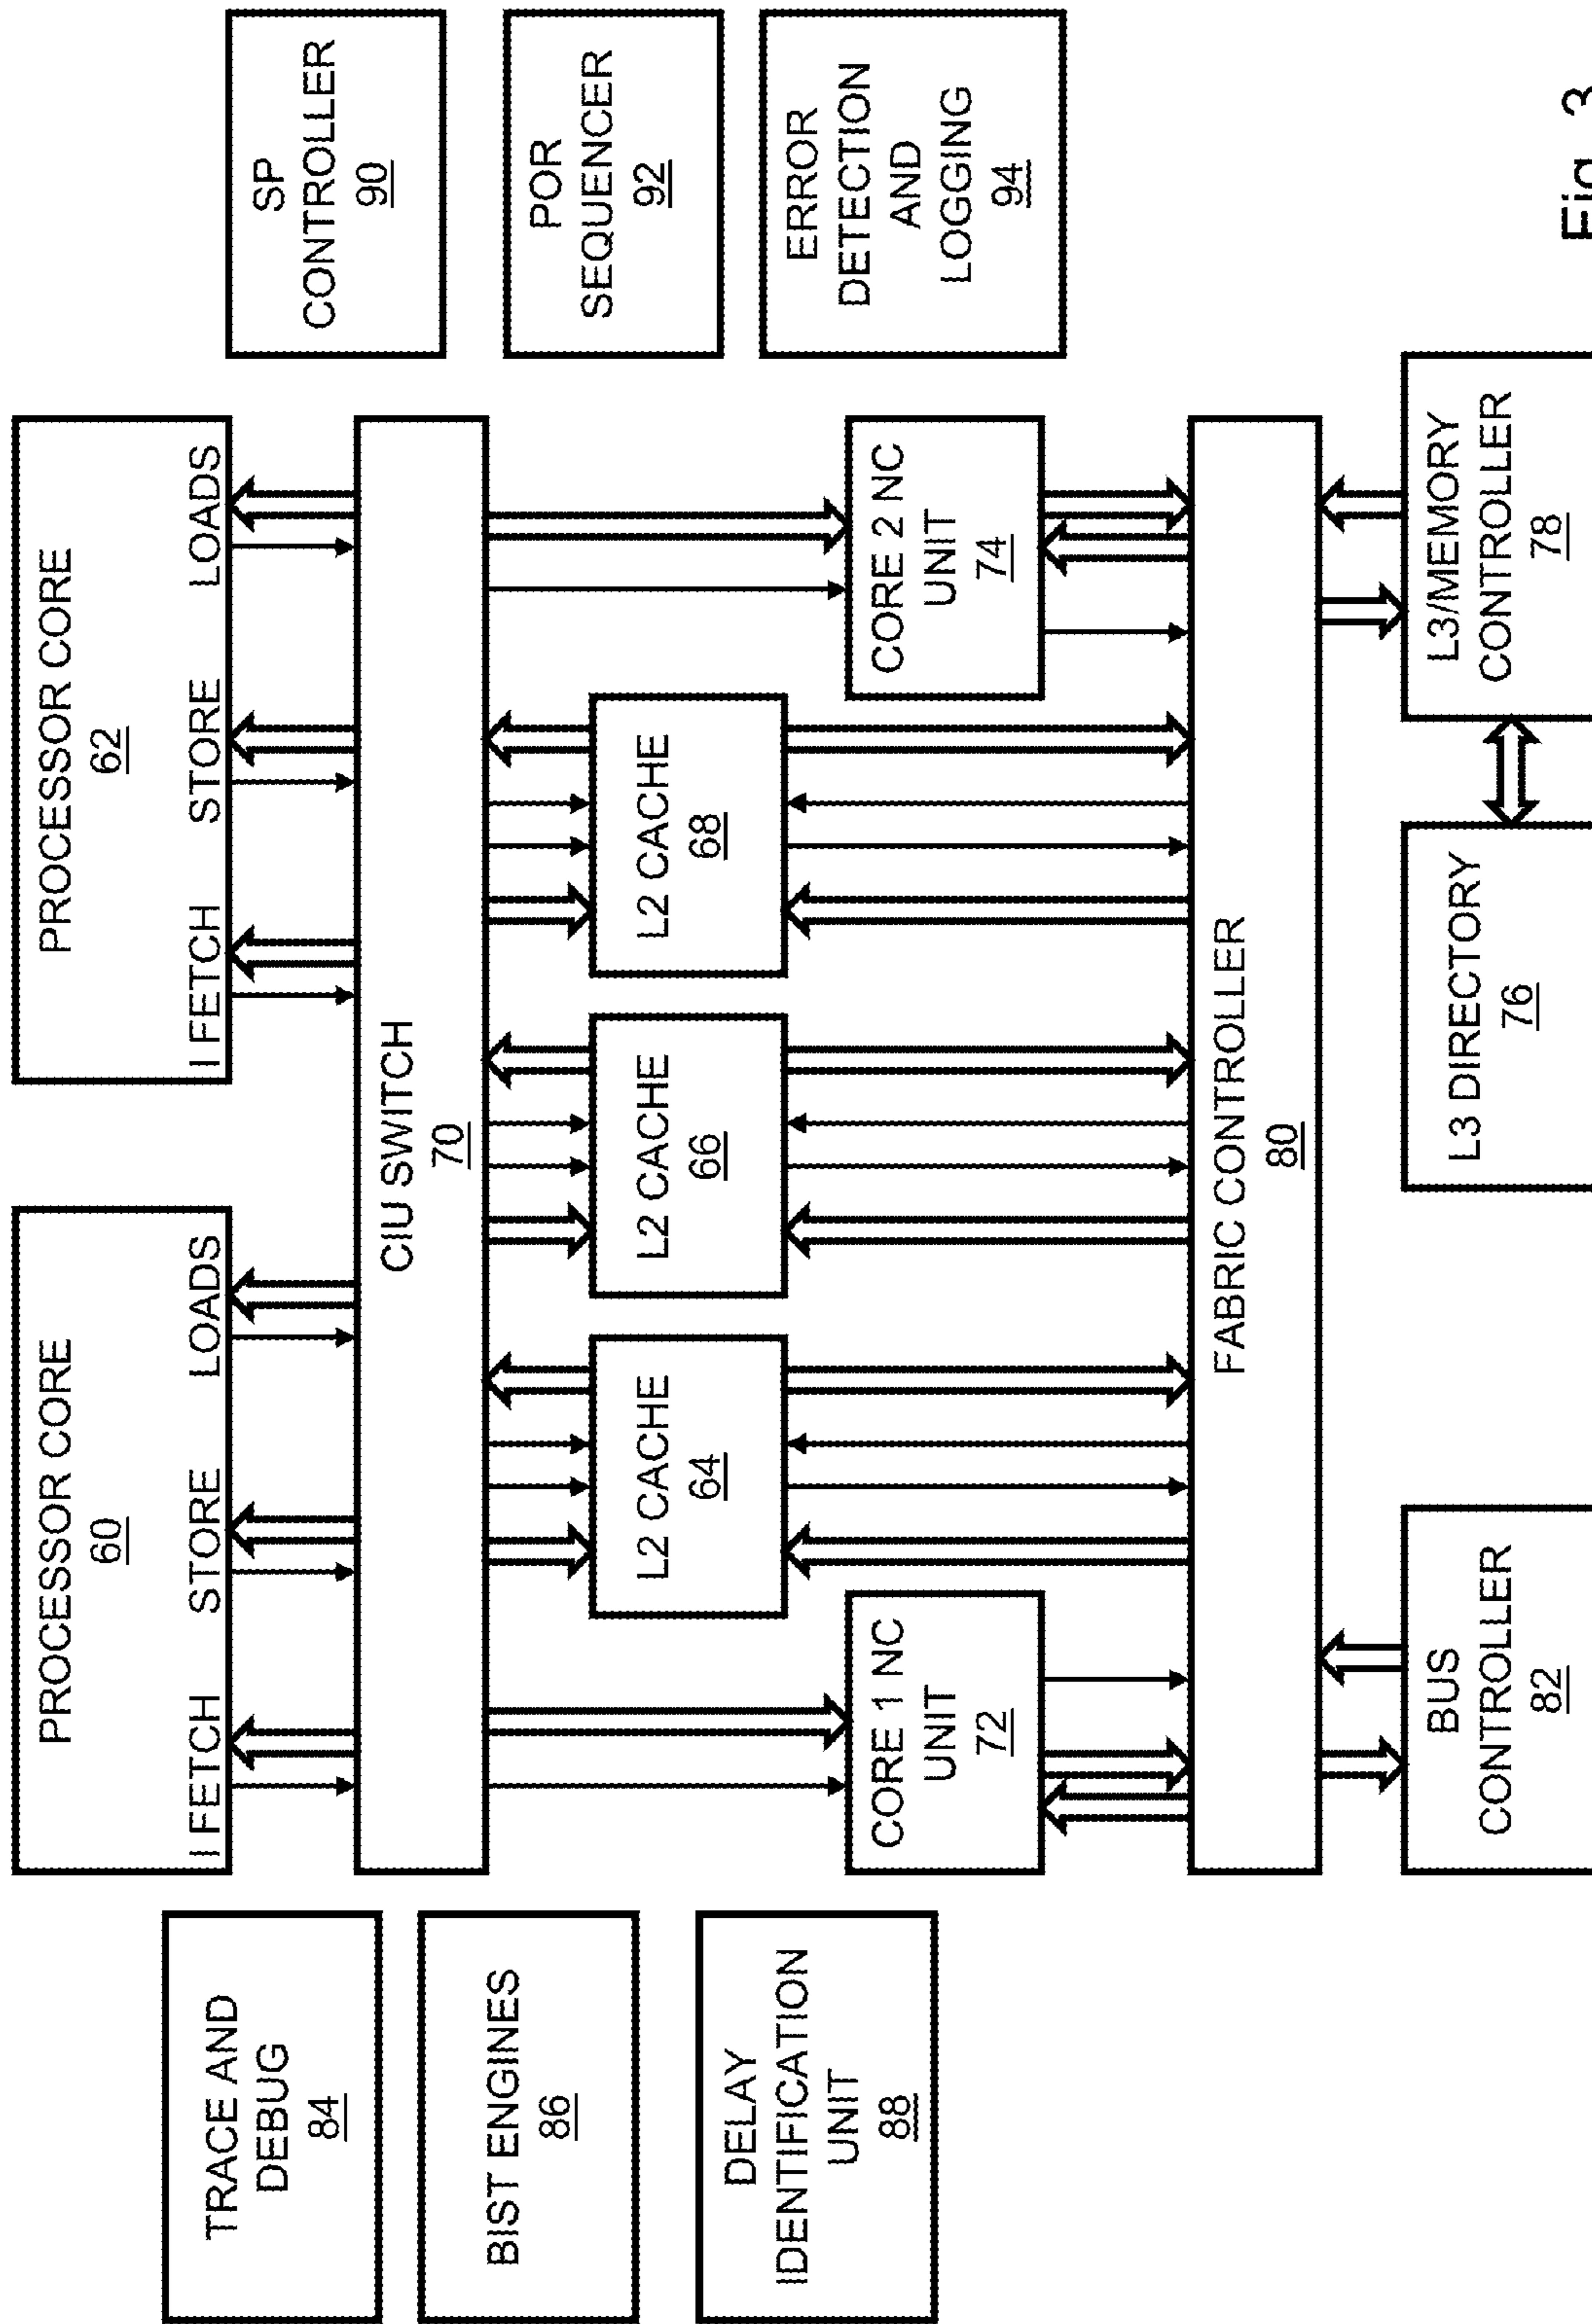 TRACE AND
DEBUG
84
BIST ENGINES
86
DELAY
IDENTIFICATION
UNIT
88
PROCESSOR CORE
60
I FETCH
STORE
LOADS
PROCESSOR CORE
62
I FETCH
STORE
LOADS
CIU SWITCH
70
L2 CACHE
64
L2 CACHE
66
L2 CACHE
68
CORE 1 NC
UNIT
72
CORE 2 NC
UNIT
74
FABRIC CONTROLLER
80
BUS
CONTROLLER
82
L3 DIRECTORY
76
L3/MEMORY
CONTROLLER
78
SP
CONTROLLER
90
POR
SEQUENCER
92
ERROR
DETECTION
AND
LOGGING
94
Fig. 3